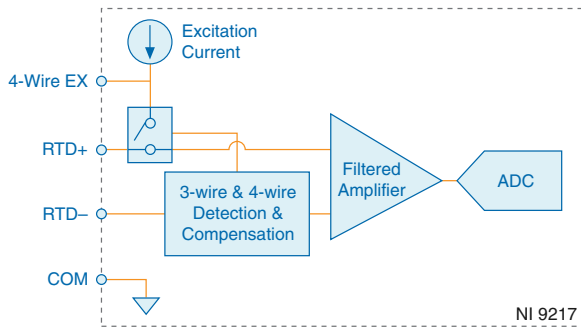 Excitation
Current
4-Wire EX
RTD+
RTD–
COM
3-wire & 4-wire
Detection &
Compensation
Filtered
Amplifier
ADC
NI 9217